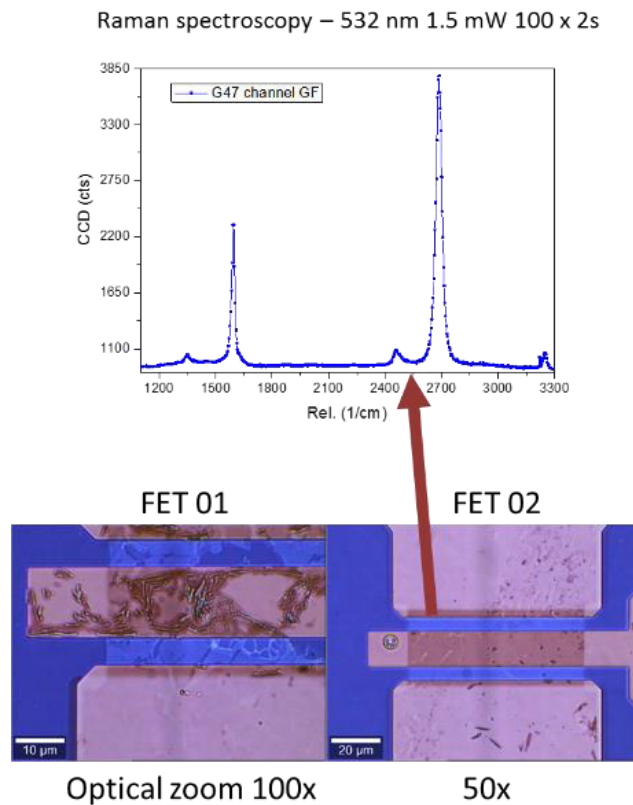 Raman spectroscopy – 532 nm 1.5 mW 100 x 2s
G47 channel GF
CCD (cts)
3850
3300
2750
2200
1650
1100
1200 1500 1800 2100 2400 2700 3000 3300
Rel. (1/cm)
FET 01 FET 02
10 µm 20 µm
Optical zoom 100x 50x